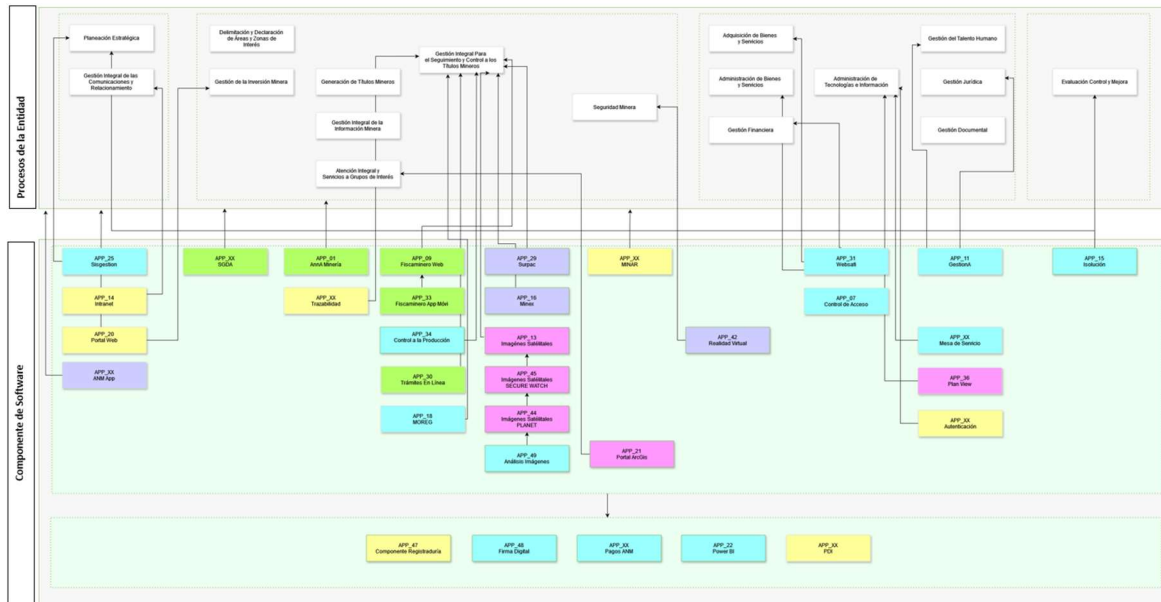 Procesos de la Entidad
Planeación Estratégica
Gestión Integral de las
Comunicaciones y
Relacionamiento
Delimitación y Declaración
de Áreas y Zonas de
Interés
Gestión de la Inversión Minera
Generación de Títulos Mineros
Gestión Integral de la
Información Minera
Atención Integral y
Servicios a Grupos de Interés
Gestión Integral Para
el Seguimiento y Control a los
Títulos Mineros
Seguridad Minera
Adquisición de Bienes
y Servicios
Administración de Bienes
y Servicios
Gestión Financiera
Administración de
Tecnologías e Información
Gestión del Talento Humano
Gestión Jurídica
Gestión Documental
Evaluación Control y Mejora
Componente de Software
APP_25
Sisgestion
APP_14
Intranet
APP_20
Portal Web
APP_XX
ANM App
APP_XX
SGDA
APP_01
AnnA Minería
APP_XX
Trazabilidad
APP_09
Fiscaminero Web
APP_33
Fiscaminero App Móvi
APP_34
Control a la Producción
APP_30
Trámites En Línea
APP_18
MOREG
APP_29
Surpac
APP_16
Minex
APP_13
Imagénes Satélitales
APP_45
Imágenes Satélitales
SECURE WATCH
APP_44
Imágenes Satélitales
PLANET
APP_49
Análisis Imágenes
APP_XX
MINAR
APP_21
Portal ArcGis
APP_42
Realidad Virtual
APP_31
Websafi
APP_07
Control de Acceso
APP_11
GestionA
APP_XX
Mesa de Servicio
APP_36
Plan View
APP_XX
Autenticación
APP_15
Isolución
APP_47
Componente Registraduría
APP_48
Firma Digital
APP_XX
Pagos ANM
APP_22
Power BI
APP_XX
PDI